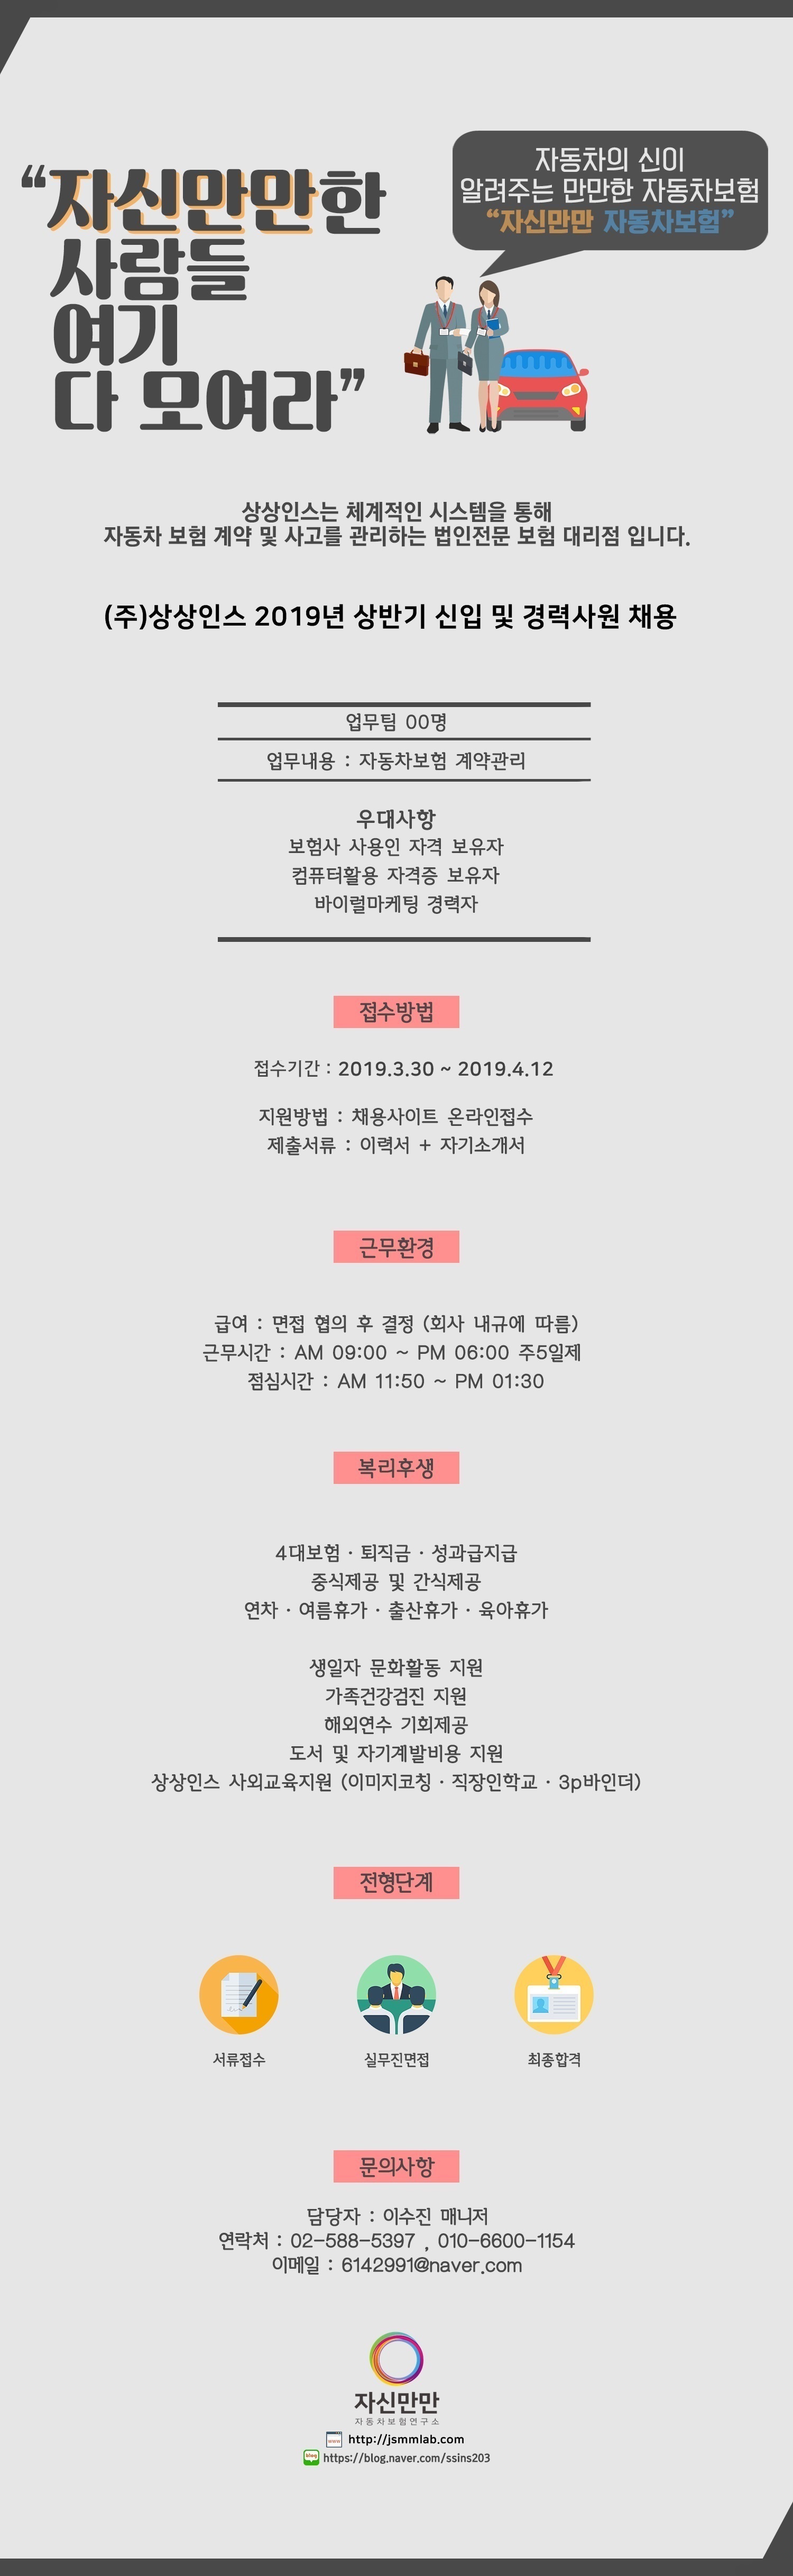 “자신만만한
사람들
여기
다 모여라”
자동차의 신이
알려주는 만만한 자동차보험
“자신만만 자동차보험”
상상인스는 체계적인 시스템을 통해
자동차 보험 계약 및 사고를 관리하는 법인전문 보험 대리점 입니다.
(주)상상인스 2019년 상반기 신입 및 경력사원 채용
업무팀 00명
업무내용 : 자동차보험 계약관리
우대사항
보험사 사용인 자격 보유자
컴퓨터활용 자격증 보유자
바이럴마케팅 경력자
접수방법
접수기간 : 2019.3.30 ~ 2019.4.12
지원방법 : 채용사이트 온라인접수
제출서류 : 이력서 + 자기소개서
근무환경
급여 : 면접 협의 후 결정 (회사 내규에 따름)
근무시간 : AM 09:00 ~ PM 06:00 주5일제
점심시간 : AM 11:50 ~ PM 01:30
복리후생
4대보험 · 퇴직금 · 성과급지급
중식제공 및 간식제공
연차 · 여름휴가 · 출산휴가 · 육아휴가
생일자 문화활동 지원
가족건강검진 지원
해외연수 기회제공
도서 및 자기계발비용 지원
상상인스 사외교육지원 (이미지코칭 · 직장인학교 · 3p바인더)
전형단계
서류접수
실무진면접
최종합격
문의사항
담당자 : 이수진 매니저
연락처 : 02-588-5397 , 010-6600-1154
이메일 : 6142991@naver.com
자신만만
자동차보험연구소
www http://jsmmlab.com
blog https://blog.naver.com/ssins203